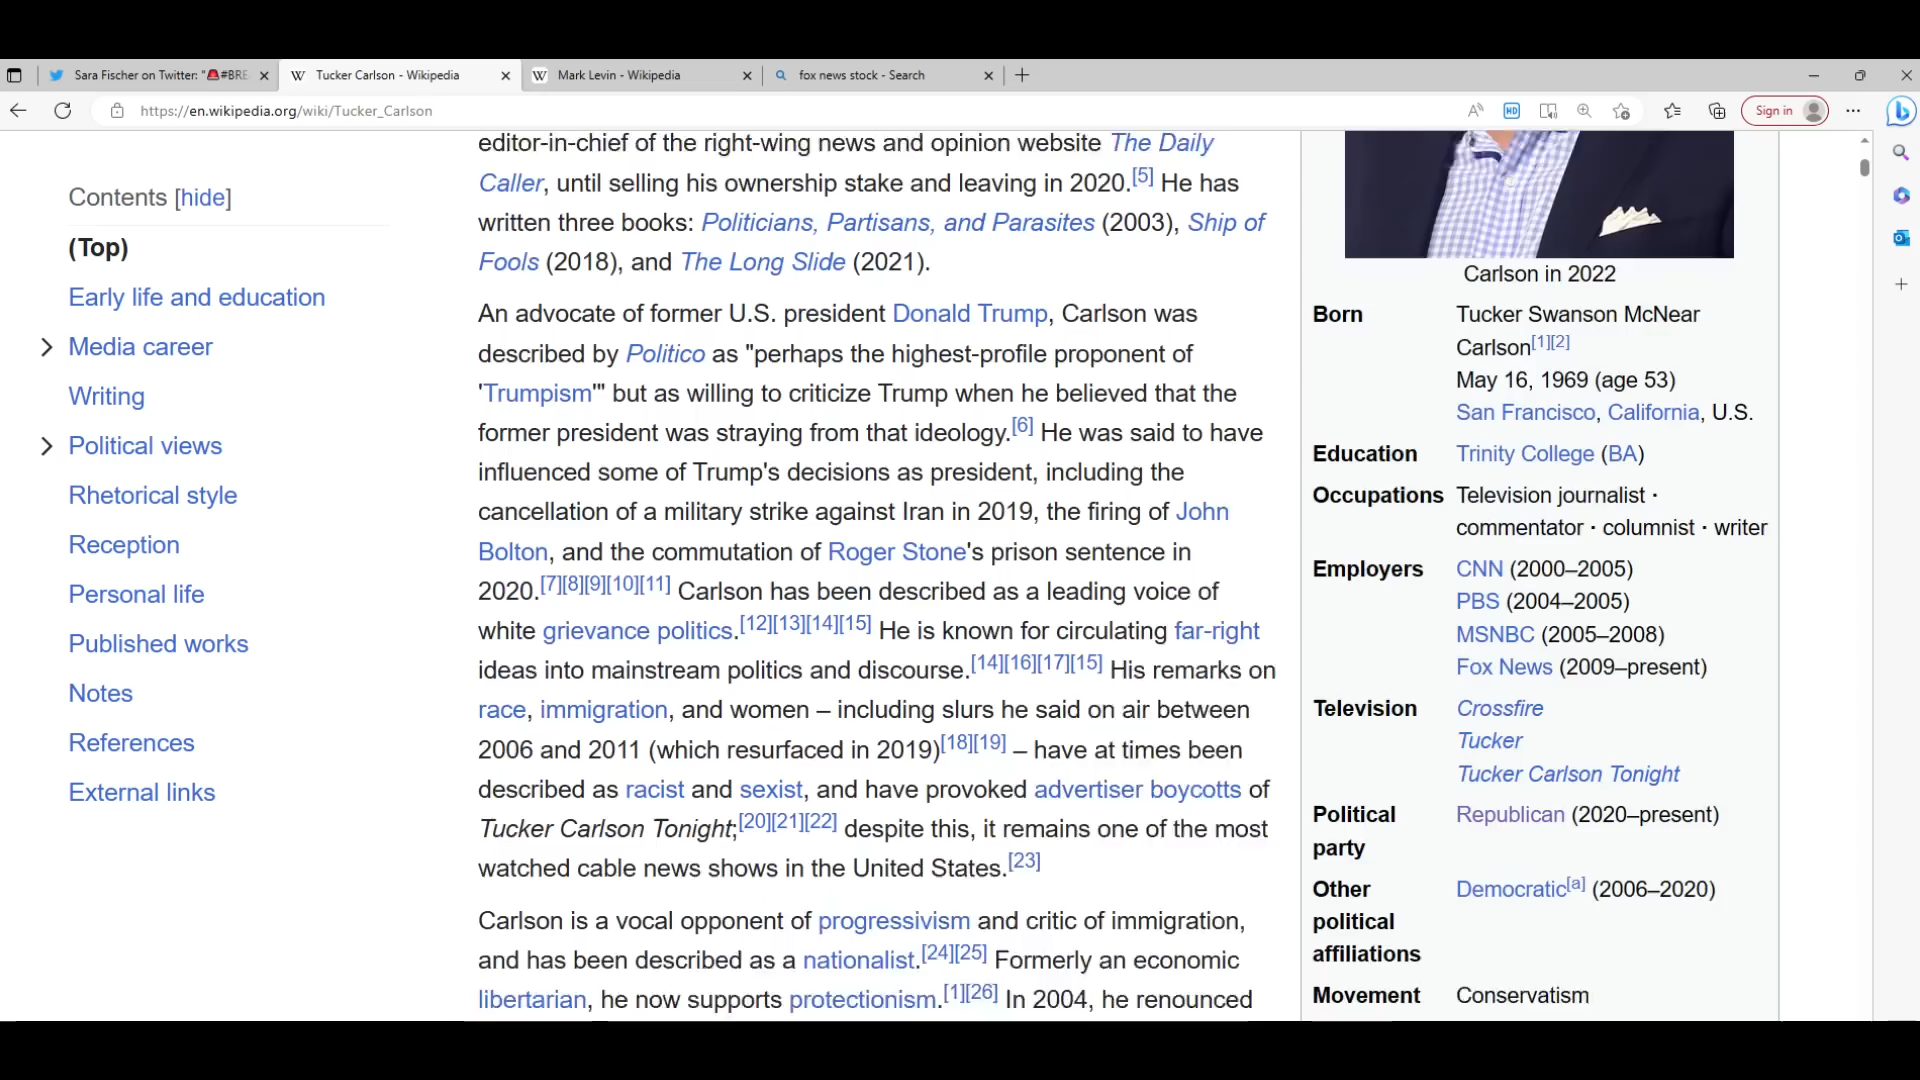 Sara Fischer on Twitter: "🚨#BRE
Tucker Carlson - Wikipedia
Mark Levin - Wikipedia
fox news stock - Search
https://en.wikipedia.org/wiki/Tucker_Carlson
Sign in
Contents [hide]
(Top)
Early life and education
Media career
Writing
Political views
Rhetorical style
Reception
Personal life
Published works
Notes
References
External links
editor-in-chief of the right-wing news and opinion website The Daily
Caller, until selling his ownership stake and leaving in 2020.[5] He has
written three books: Politicians, Partisans, and Parasites (2003), Ship of
Fools (2018), and The Long Slide (2021).
An advocate of former U.S. president Donald Trump, Carlson was
described by Politico as "perhaps the highest-profile proponent of
'Trumpism'" but as willing to criticize Trump when he believed that the
former president was straying from that ideology.[6] He was said to have
influenced some of Trump's decisions as president, including the
cancellation of a military strike against Iran in 2019, the firing of John
Bolton, and the commutation of Roger Stone's prison sentence in
2020.[7][8][9][10][11] Carlson has been described as a leading voice of
white grievance politics.[12][13][14][15] He is known for circulating far-right
ideas into mainstream politics and discourse.[14][16][17][15] His remarks on
race, immigration, and women – including slurs he said on air between
2006 and 2011 (which resurfaced in 2019)[18][19] – have at times been
described as racist and sexist, and have provoked advertiser boycotts of
Tucker Carlson Tonight;[20][21][22] despite this, it remains one of the most
watched cable news shows in the United States.[23]
Carlson is a vocal opponent of progressivism and critic of immigration,
and has been described as a nationalist.[24][25] Formerly an economic
libertarian, he now supports protectionism.[1][26] In 2004, he renounced
Carlson in 2022
Born Tucker Swanson McNear
Carlson[1][2]
May 16, 1969 (age 53)
San Francisco, California, U.S.
Education Trinity College (BA)
Occupations Television journalist ·
commentator · columnist · writer
Employers CNN (2000–2005)
PBS (2004–2005)
MSNBC (2005–2008)
Fox News (2009–present)
Television Crossfire
Tucker
Tucker Carlson Tonight
Political Republican (2020–present)
party
Other Democratic[a] (2006–2020)
political
affiliations
Movement Conservatism